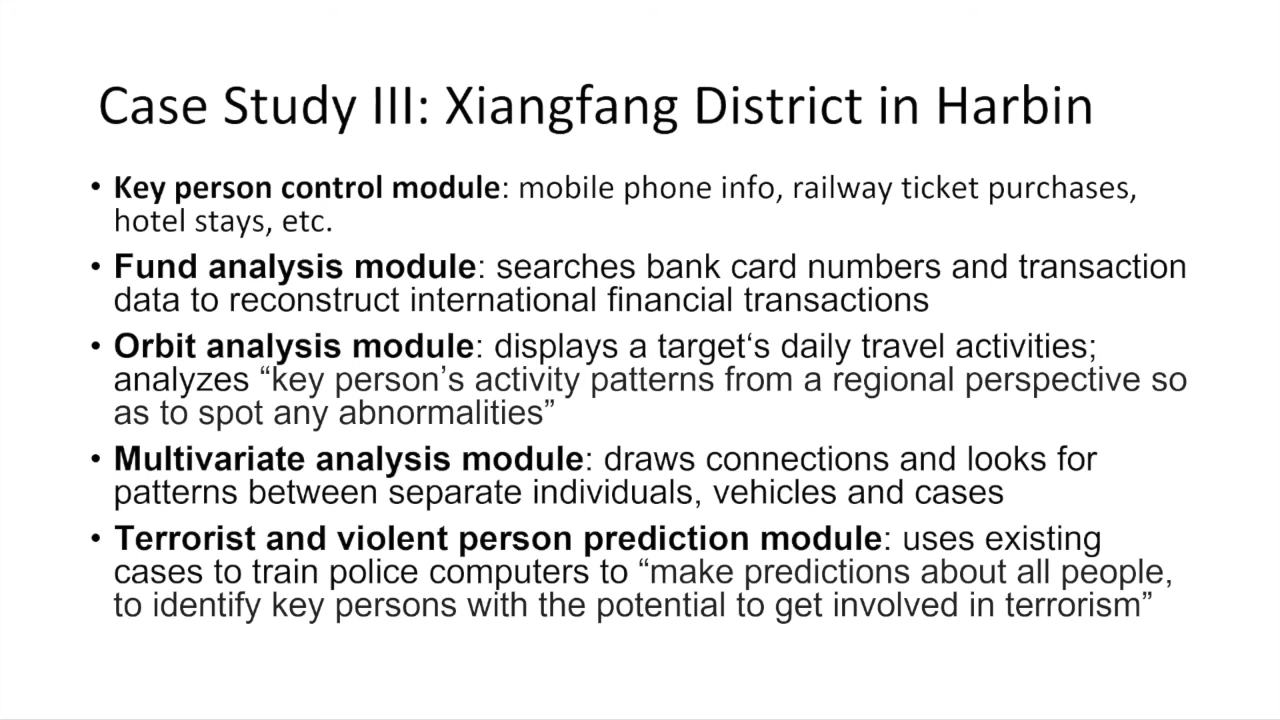 Case Study III: Xiangfang District in Harbin
• Key person control module: mobile phone info, railway ticket purchases,
hotel stays, etc.
• Fund analysis module: searches bank card numbers and transaction
data to reconstruct international financial transactions
• Orbit analysis module: displays a target‘s daily travel activities;
analyzes “key person’s activity patterns from a regional perspective so
as to spot any abnormalities”
• Multivariate analysis module: draws connections and looks for
patterns between separate individuals, vehicles and cases
• Terrorist and violent person prediction module: uses existing
cases to train police computers to “make predictions about all people,
to identify key persons with the potential to get involved in terrorism”